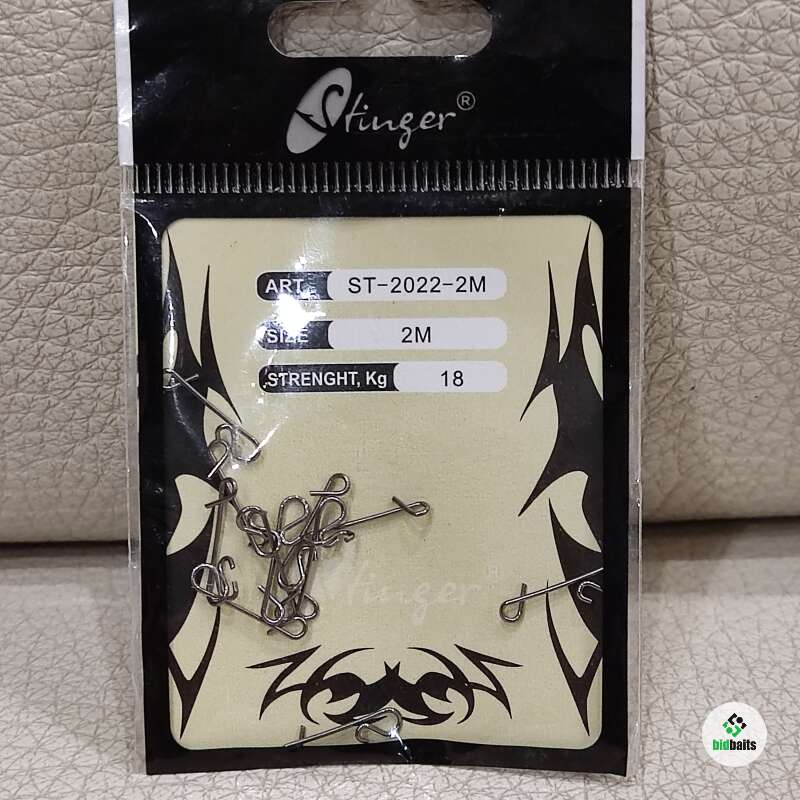 Stinger®
ART ST-2022-2M
SIZE 2M
STRENGHT, Kg 18
Stinger®
bidbaits